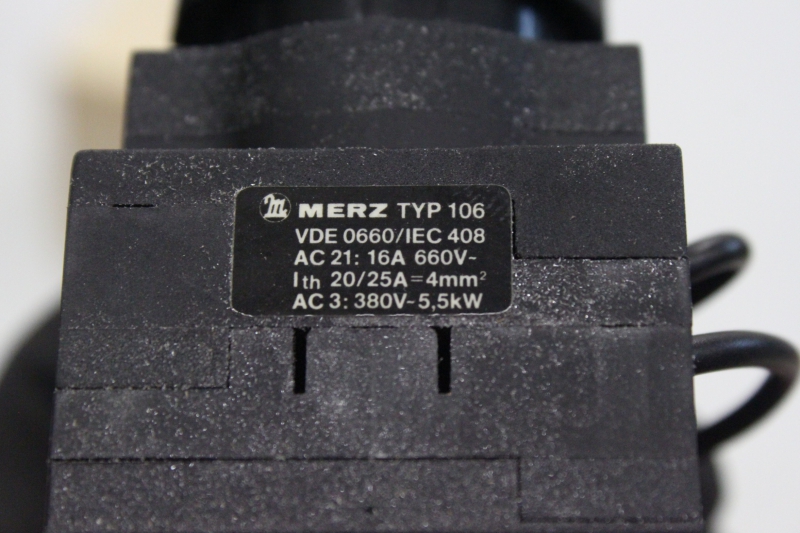 m MERZ TYP 106
VDE 0660/IEC 408
AC 21: 16A 660V~
Ith 20/25A=4mm²
AC 3: 380V~5,5kW